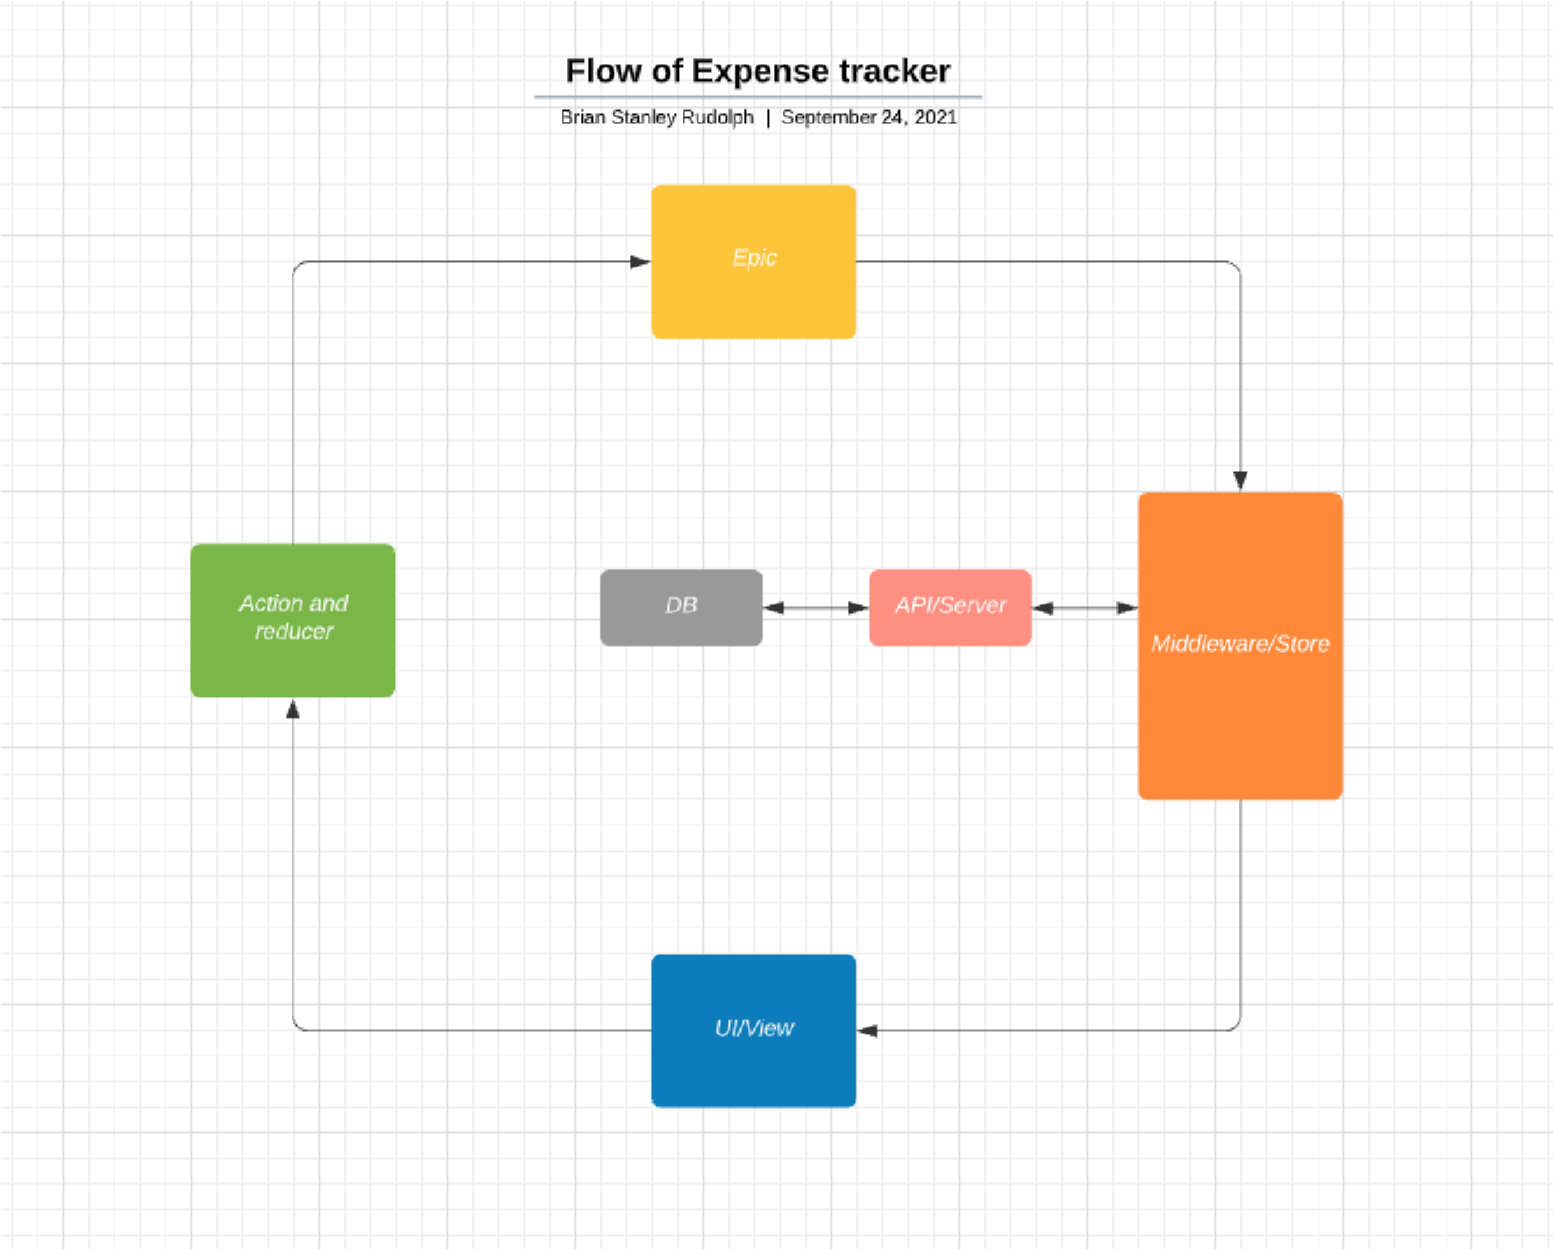 Flow of Expense tracker
Brian Stanley Rudolph | September 24, 2021
Epic
Action and
reducer
DB
API/Server
Middleware/Store
UI/View